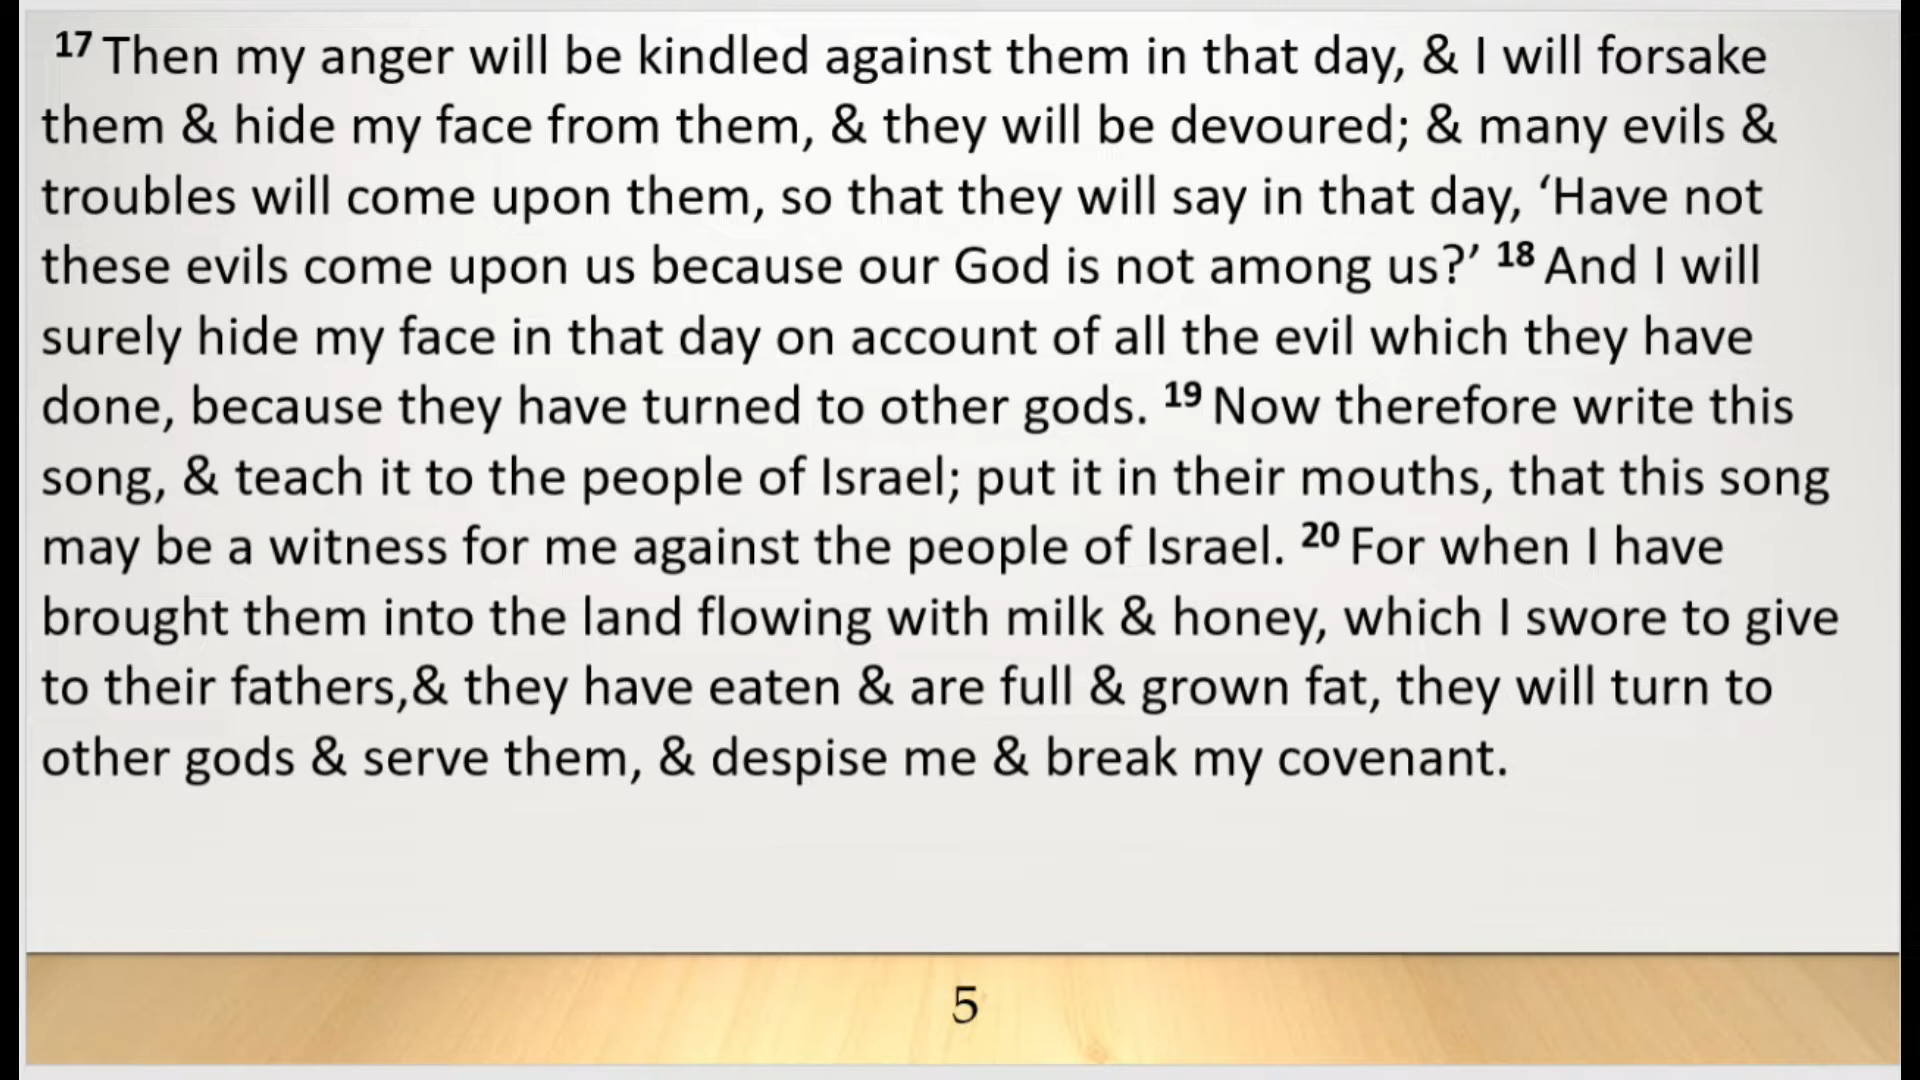 17 Then my anger will be kindled against them in that day, & I will forsake
them & hide my face from them, & they will be devoured; & many evils &
troubles will come upon them, so that they will say in that day, ‘Have not
these evils come upon us because our God is not among us?’ 18 And I will
surely hide my face in that day on account of all the evil which they have
done, because they have turned to other gods. 19 Now therefore write this
song, & teach it to the people of Israel; put it in their mouths, that this song
may be a witness for me against the people of Israel. 20 For when I have
brought them into the land flowing with milk & honey, which I swore to give
to their fathers,& they have eaten & are full & grown fat, they will turn to
other gods & serve them, & despise me & break my covenant.
5